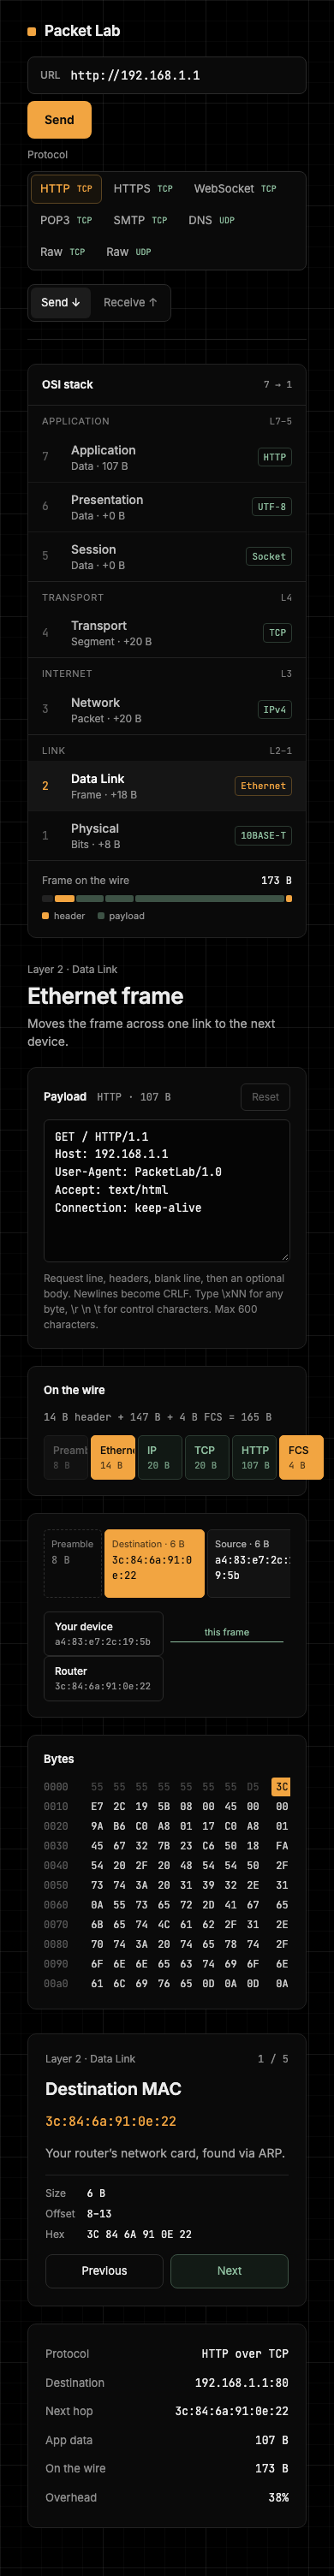 Packet Lab
URL http://192.168.1.1
Send
Protocol
HTTP TCP HTTPS TCP WebSocket TCP
POP3 TCP SMTP TCP DNS UDP
Raw TCP Raw UDP
Send ↓ Receive ↑
OSI stack 7 → 1
APPLICATION L7–5
7 Application HTTP
Data · 107 B
6 Presentation UTF-8
Data · +0 B
5 Session Socket
Data · +0 B
TRANSPORT L4
4 Transport TCP
Segment · +20 B
INTERNET L3
3 Network IPv4
Packet · +20 B
LINK L2–1
2 Data Link Ethernet
Frame · +18 B
1 Physical 10BASE-T
Bits · +8 B
Frame on the wire 173 B
header payload
Layer 2 · Data Link
Ethernet frame
Moves the frame across one link to the next
device.
Payload HTTP · 107 B Reset
GET / HTTP/1.1
Host: 192.168.1.1
User-Agent: PacketLab/1.0
Accept: text/html
Connection: keep-alive
Request line, headers, blank line, then an optional
body. Newlines become CRLF. Type \xNN for any
byte, \r \n \t for control characters. Max 600
characters.
On the wire
14 B header + 147 B + 4 B FCS = 165 B
Preamb Ethern IP TCP HTTP FCS
8 B 14 B 20 B 20 B 107 B 4 B
Preamble Destination · 6 B Source · 6 B
8 B 3c:84:6a:91:0 a4:83:e7:2c:
e:22 9:5b
Your device
a4:83:e7:2c:19:5b
this frame
Router
3c:84:6a:91:0e:22
Bytes
0000 55 55 55 55 55 55 55 D5 3C
0010 E7 2C 19 5B 08 00 45 00 00
0020 9A B6 C0 A8 01 17 C0 A8 01
0030 45 67 32 7B 23 C6 50 18 FA
0040 54 20 2F 20 48 54 54 50 2F
0050 73 74 3A 20 31 39 32 2E 31
0060 0A 55 73 65 72 2D 41 67 65
0070 6B 65 74 4C 61 62 2F 31 2E
0080 70 74 3A 20 74 65 78 74 2F
0090 6F 6E 6E 65 63 74 69 6F 6E
00a0 61 6C 69 76 65 0D 0A 0D 0A
Layer 2 · Data Link 1 / 5
Destination MAC
3c:84:6a:91:0e:22
Your router's network card, found via ARP.
Size 6 B
Offset 8–13
Hex 3C 84 6A 91 0E 22
Previous Next
Protocol HTTP over TCP
Destination 192.168.1.1:80
Next hop 3c:84:6a:91:0e:22
App data 107 B
On the wire 173 B
Overhead 38%